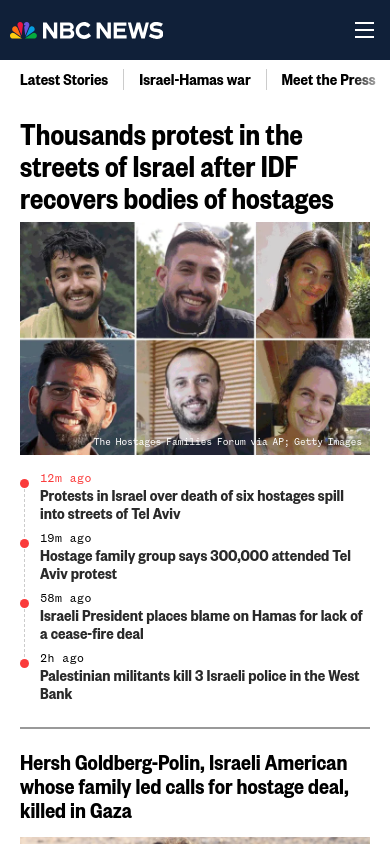 NBC NEWS
Latest Stories
Israel-Hamas war
Meet the Press
Thousands protest in the
streets of Israel after IDF
recovers bodies of hostages
The Hostages Families Forum via AP; Getty Images
12m ago
Protests in Israel over death of six hostages spill
into streets of Tel Aviv
19m ago
Hostage family group says 300,000 attended Tel
Aviv protest
58m ago
Israeli President places blame on Hamas for lack of
a cease-fire deal
2h ago
Palestinian militants kill 3 Israeli police in the West
Bank
Hersh Goldberg-Polin, Israeli American
whose family led calls for hostage deal,
killed in Gaza